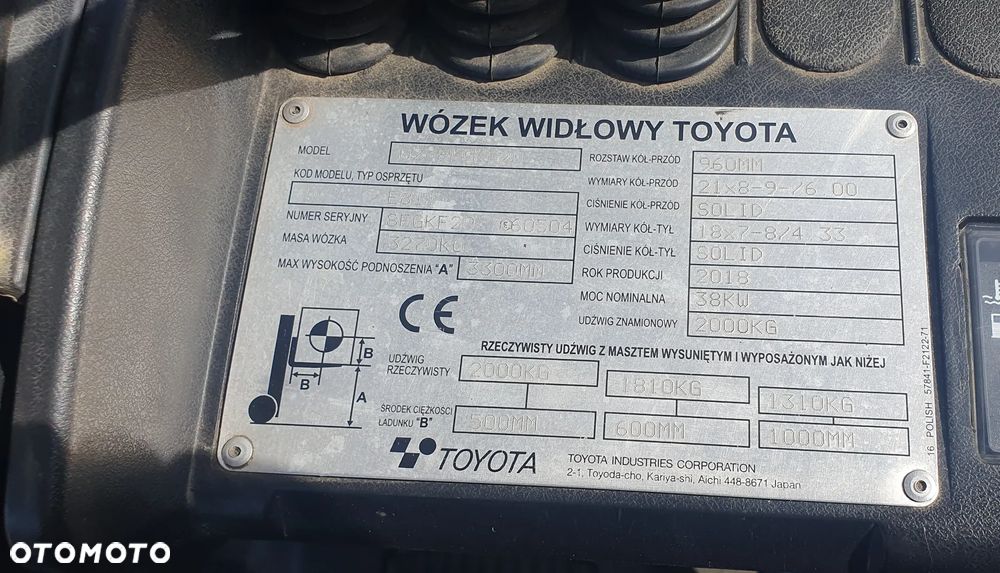 WÓZEK WIDŁOWY TOYOTA
MODEL
KOD MODELU, TYP OSPRZĘTU
NUMER SERYJNY
MASA WÓZKA 3270KG
MAX WYSOKOŚĆ PODNOSZENIA "A" 3300MM
ROZSTAW KÓŁ-PRZÓD 960MM
WYMIARY KÓŁ-PRZÓD 21x8-9-/6 00
CIŚNIENIE KÓŁ-PRZÓD SOLID
WYMIARY KÓŁ-TYŁ 18x7-8/4 33
CIŚNIENIE KÓŁ-TYŁ SOLID
ROK PRODUKCJI 2018
MOC NOMINALNA 38KW
UDŹWIG ZNAMIONOWY 2000KG
CE
B
B
A
RZECZYWISTY UDŹWIG Z MASZTEM WYSUNIĘTYM I WYPOSAŻONYM JAK NIŻEJ
UDŹWIG
RZECZYWISTY 2000KG 1810KG 1310KG
ŚRODEK CIĘŻKOŚCI
ŁADUNKU "B" 500MM 600MM 1000MM
TOYOTA
TOYOTA INDUSTRIES CORPORATION
2-1, Toyoda-cho, Kariya-shi, Aichi 448-8671 Japan
16 POLISH 57841-F2122-71
OTOMOTO